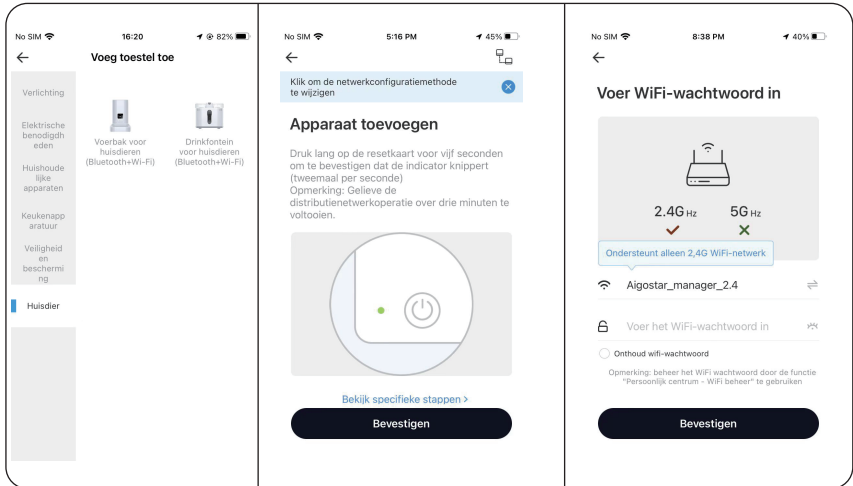 No SIM 16:20 82%
Voeg toestel toe
Verlichting
Elektrische
benodigdh
eden
Huishoude
lijke
apparaten
Keukenapp
aratuur
Veiligheid
en
beschermi
ng
Huisdier
Voerbak voor
huisdieren
(Bluetooth+Wi-Fi)
Drinkfontein
voor huisdieren
(Bluetooth+Wi-Fi)
No SIM 5:16 PM 45%
Klik om de netwerkconfiguratiemethode
te wijzigen
Apparaat toevoegen
Druk lang op de resetkaart voor vijf seconden
om te bevestigen dat de indicator knippert
(tweemaal per seconde)
Opmerking: Gelieve de
distributienetwerkoperatie over drie minuten te
voltooien.
Bekijk specifieke stappen >
Bevestigen
No SIM 8:38 PM 40%
Voer WiFi-wachtwoord in
2.4G Hz 5G Hz
Ondersteunt alleen 2,4G WiFi-netwerk
Aigostar_manager_2.4
Voer het WiFi-wachtwoord in
Onthoud wifi-wachtwoord
Opmerking: beheer het WiFi wachtwoord door de functie
"Persoonlijk centrum - WiFi beheer" te gebruiken
Bevestigen